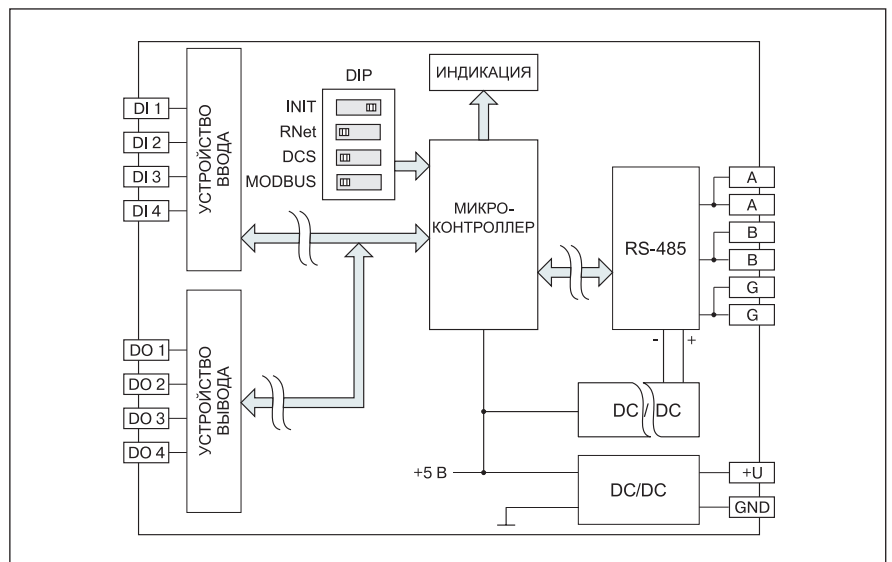 DIP
ИНДИКАЦИЯ
INIT
RNet
DCS
MODBUS
DI 1
DI 2
DI 3
DI 4
УСТРОЙСТВО
ВВОДА
МИКРО-
КОНТРОЛЛЕР
RS-485
A
A
B
B
G
G
- +
DO 1
DO 2
DO 3
DO 4
УСТРОЙСТВО
ВЫВОДА
DC / DC
+5 В
DC/DC
+U
GND